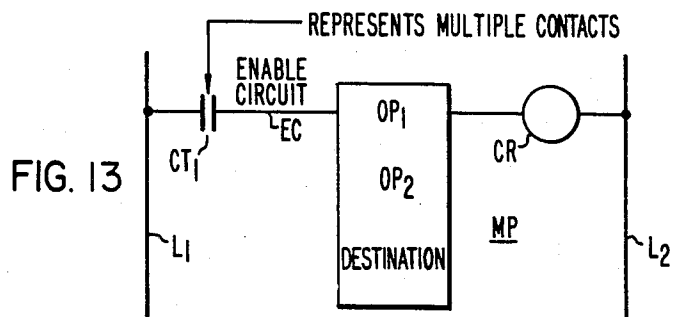 REPRESENTS MULTIPLE CONTACTS
ENABLE
CIRCUIT
EC
CT1
OP1
OP2
DESTINATION
CR
MP
FIG. 13
L1
L2